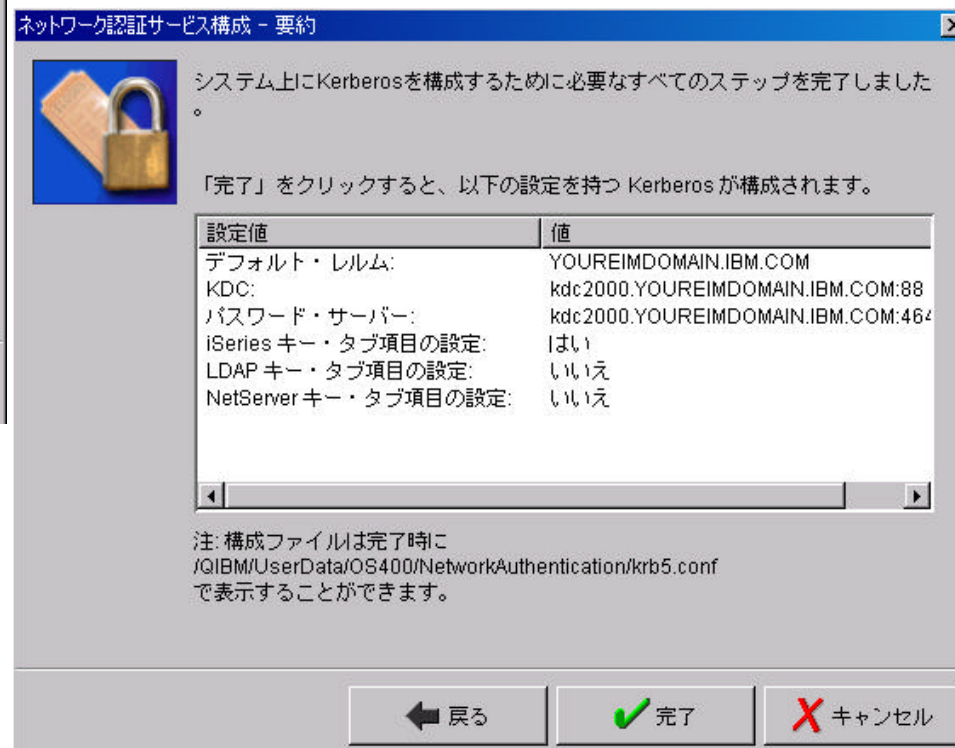 ネットワーク認証サービス構成 - 要約
システム上にKerberosを構成するために必要なすべてのステップを完了しました
。
「完了」をクリックすると、以下の設定を持つ Kerberos が構成されます。
設定値 値
デフォルト・レルム: YOUREIMDOMAIN.IBM.COM
KDC: kdc2000.YOUREIMDOMAIN.IBM.COM:88
パスワード・サーバー: kdc2000.YOUREIMDOMAIN.IBM.COM:464
iSeries キー・タブ項目の設定: はい
LDAP キー・タブ項目の設定: いいえ
NetServer キー・タブ項目の設定: いいえ
注: 構成ファイルは完了時に
/QIBM/UserData/OS400/NetworkAuthentication/krb5.conf
で表示することができます。
戻る 完了 キャンセル